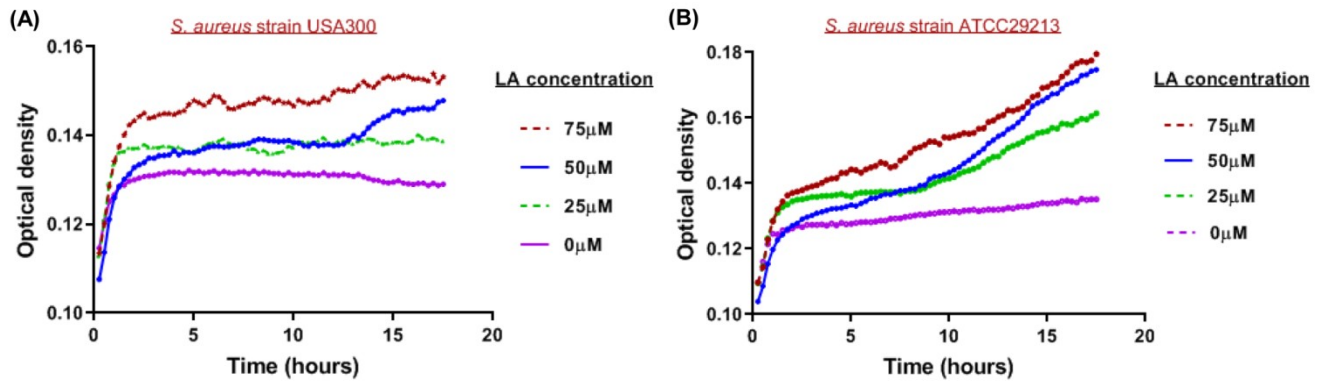 (A)
S. aureus strain USA300
0.16
0.14
0.12
0.10
Optical density
0
5
10
15
20
Time (hours)
LA concentration
75μM
50μM
25μM
0μM
(B)
S. aureus strain ATCC29213
0.18
0.16
0.14
0.12
0.10
Optical density
0
5
10
15
20
Time (hours)
LA concentration
75μM
50μM
25μM
0μM